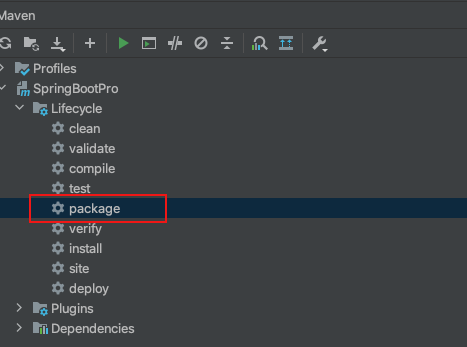 Maven
Profiles
SpringBootPro
Lifecycle
clean
validate
compile
test
package
verify
install
site
deploy
Plugins
Dependencies